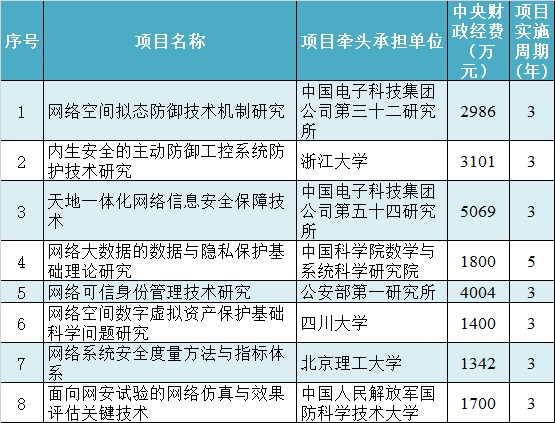 序号 项目名称 项目牵头承担单位 中央财政经费（万元） 项目实施周期(年)
1 网络空间拟态防御技术机制研究 中国电子科技集团公司第三十二研究所 2986 3
2 内生安全的主动防御工控系统防护技术研究 浙江大学 3101 3
3 天地一体化网络信息安全保障技术 中国电子科技集团公司第五十四研究所 5069 3
4 网络大数据的数据与隐私保护基础理论研究 中国科学院数学与系统科学研究院 1800 5
5 网络可信身份管理技术研究 公安部第一研究所 4004 3
6 网络空间数字虚拟资产保护基础科学问题研究 四川大学 1400 3
7 网络系统安全度量方法与指标体系 北京理工大学 1342 3
8 面向网安试验的网络仿真与效果评估关键技术 中国人民解放军国防科学技术大学 1700 3